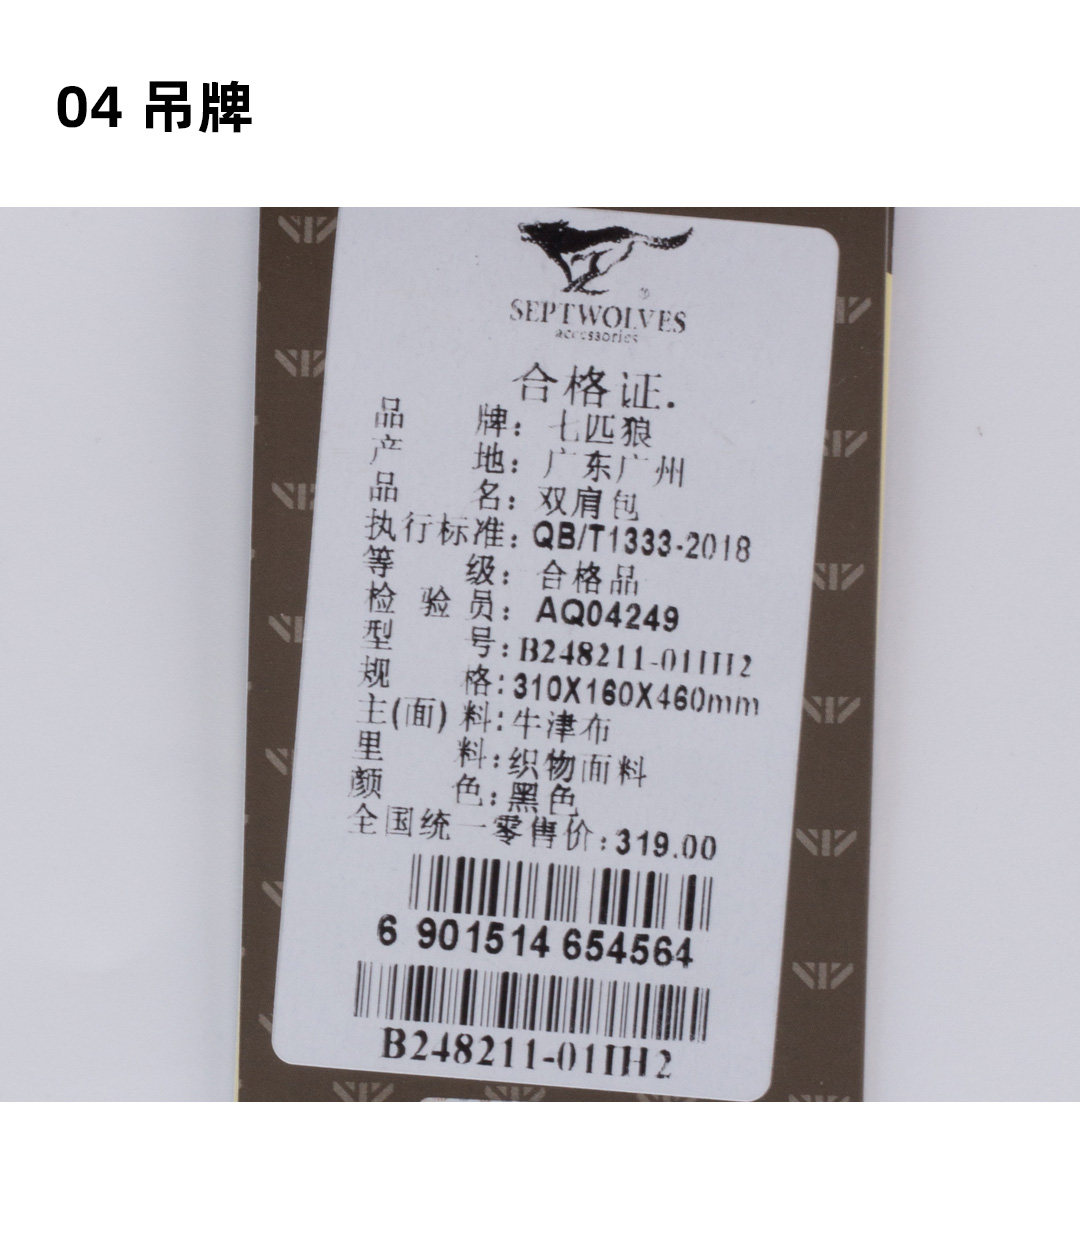 04 吊牌
SEPTWOLVES
accessories
合格证.
品 牌: 七匹狼
产 地: 广东广州
品 名: 双肩包
执行标准: QB/T1333-2018
等 级: 合格品
检 验 员: AQ04249
型 号: B248211-01IH2
规 格: 310X160X460mm
主(面) 料: 牛津布
里 料: 织物面料
颜 色: 黑色
全国统一零售价: 319.00
6 901514 654564
B248211-01IH2